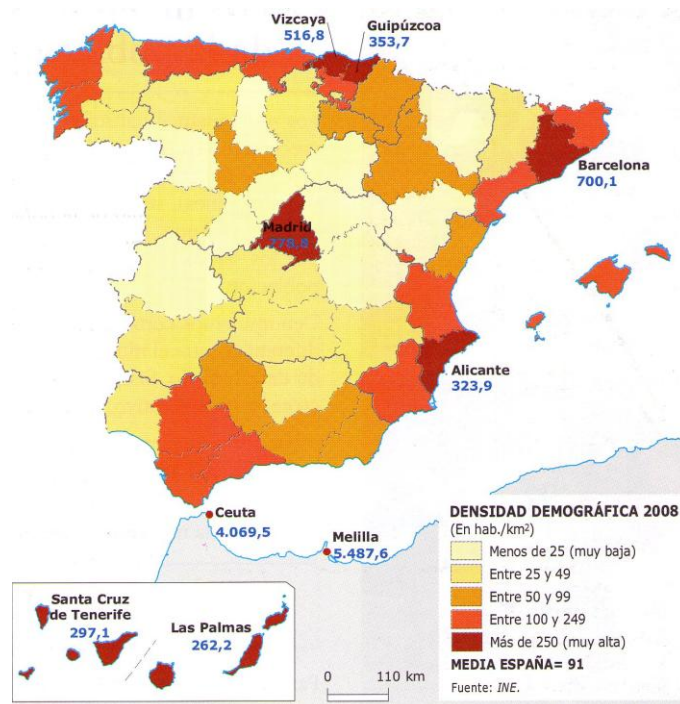 Vizcaya
516,8
Guipúzcoa
353,7
Barcelona
700,1
Madrid
778,8
Alicante
323,9
Ceuta
4.069,5
Melilla
5.487,6
Santa Cruz
de Tenerife
297,1
Las Palmas
262,2
0 110 km
DENSIDAD DEMOGRÁFICA 2008
(En hab./km²)
Menos de 25 (muy baja)
Entre 25 y 49
Entre 50 y 99
Entre 100 y 249
Más de 250 (muy alta)
MEDIA ESPAÑA= 91
Fuente: INE.